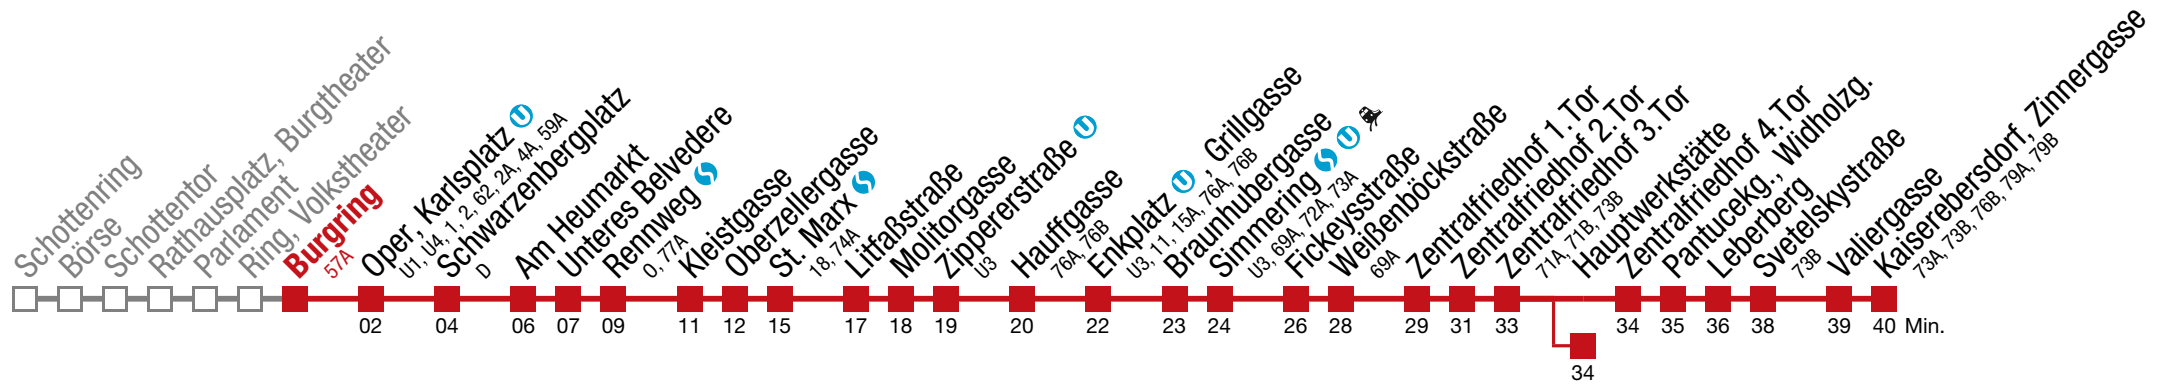 Schottenring
Börse
Schottentor
Rathausplatz, Burgtheater
Parlament
Ring, Volkstheater
Burgring
57A
Oper, Karlsplatz U
U1, U4, 1, 2, 62, 2A, 4A, 59A
Schwarzenbergplatz
D
Am Heumarkt
Unteres Belvedere
Rennweg S
O, 77A
Kleistgasse
Oberzellergasse
St. Marx S
18, 74A
Litfaßstraße
Molitorgasse
Zippererstraße U
U3
Hauffgasse
76A, 76B
Enkplatz U, Grillgasse
U3, 11, 15A, 76A, 76B
Braunhubergasse
Simmering S U
U3, 69A, 72A, 73A
Fickeysstraße
Weißenböckstraße
69A
Zentralfriedhof 1.Tor
Zentralfriedhof 2.Tor
Zentralfriedhof 3.Tor
71A, 71B, 73B
Hauptwerkstätte
Zentralfriedhof 4.Tor
Pantucekg., Widholzg.
Leberberg
Svetelskystraße
73B
Valiergasse
Kaiserebersdorf, Zinnergasse
73A, 73B, 76B, 79A, 79B
02 04 06 07 09 11 12 15 17 18 19 20 22 23 24 26 28 29 31 33 34 35 36 38 39 40 Min.
34